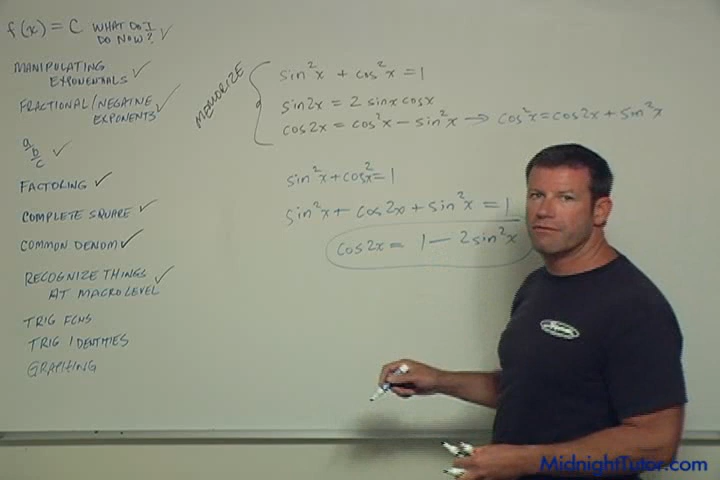 f(x) = C WHAT DO I
DO NOW? ✓
MANIPULATING
EXPONENTIALS ✓
FRACTIONAL/NEGATIVE
EXPONENTS ✓
a
b
c ✓
FACTORING ✓
COMPLETE SQUARE ✓
COMMON DENOM ✓
RECOGNIZE THINGS
AT MACRO LEVEL ✓
TRIG FCNS
TRIG IDENTITIES
GRAPHING
MEMORIZE
sin²x + cos²x = 1
sin2x = 2 sinx cosx
cos2x = cos²x − sin²x → cos²x = cos2x + sin²x
sin²x + cos²x = 1
sin²x + cos2x + sin²x = 1
cos2x = 1 − 2sin²x
MidnightTutor.com